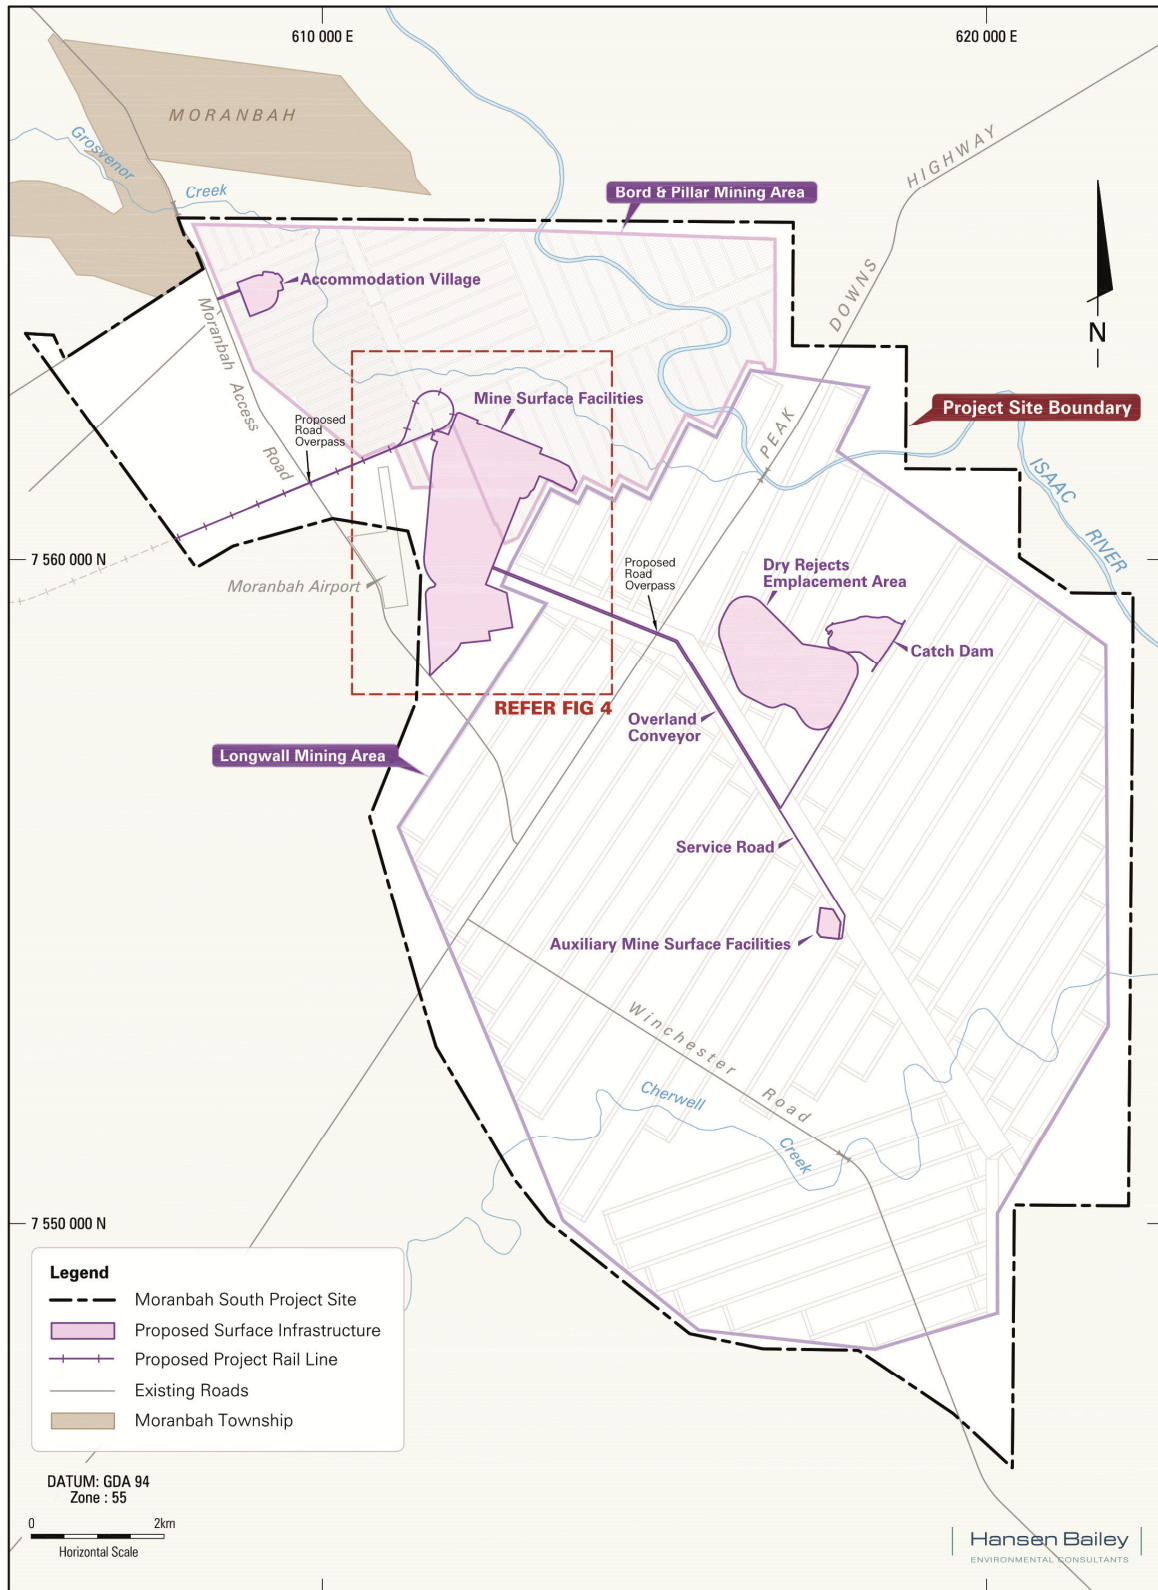 610 000 E
620 000 E
MORANBAH
Grosvenor
Creek
HIGHWAY
Bord & Pillar Mining Area
Accommodation Village
DOWNS
N
Moranbah Access Road
Mine Surface Facilities
Project Site Boundary
Proposed
Road
Overpass
PEAK
ISAAC
RIVER
7 560 000 N
Moranbah Airport
Proposed
Road
Overpass
Dry Rejects
Emplacement Area
Catch Dam
REFER FIG 4
Overland
Conveyor
Longwall Mining Area
Service Road
Auxiliary Mine Surface Facilities
Winchester Road
Cherwell
Creek
7 550 000 N
Legend
Moranbah South Project Site
Proposed Surface Infrastructure
Proposed Project Rail Line
Existing Roads
Moranbah Township
DATUM: GDA 94
Zone : 55
0 2km
Horizontal Scale
Hansen Bailey
ENVIRONMENTAL CONSULTANTS